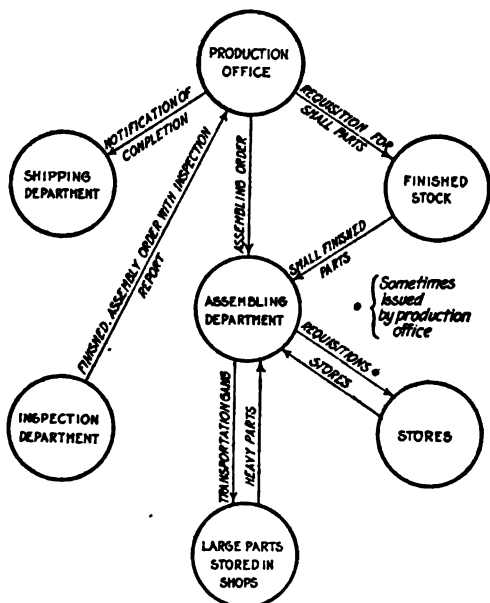 PRODUCTION
OFFICE
NOTIFICATION OF
COMPLETION
REQUISITION FOR
SMALL PARTS
SHIPPING
DEPARTMENT
ASSEMBLING ORDER
FINISHED
STOCK
FINISHED ASSEMBLY ORDER WITH INSPECTION
REPORT
SMALL FINISHED
PARTS
ASSEMBLING
DEPARTMENT
* { Sometimes
issued
by production
office
REQUISITIONS *
STORES
INSPECTION
DEPARTMENT
STORES
TRANSPORTATION GANG
HEAVY PARTS
LARGE PARTS
STORED IN
SHOPS